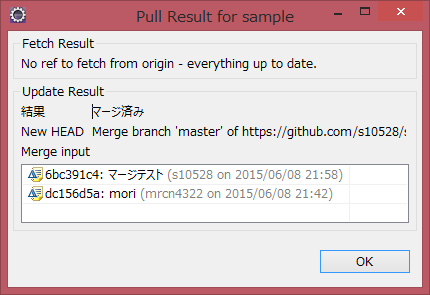 Pull Result for sample
Fetch Result
No ref to fetch from origin - everything up to date.
Update Result
結果 マージ済み
New HEAD Merge branch 'master' of https://github.com/s10528/s
Merge input
6bc391c4: マージテスト (s10528 on 2015/06/08 21:58)
dc156d5a: mori (mrcn4322 on 2015/06/08 21:42)
OK